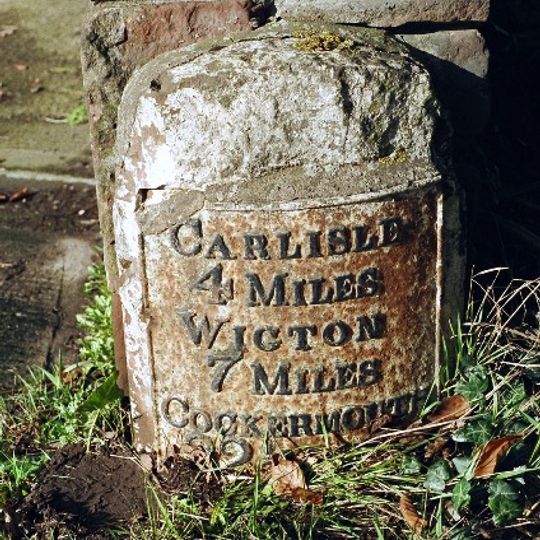 CARLISLE
4 MILES
WIGTON
7 MILES
COCKERMOUTH